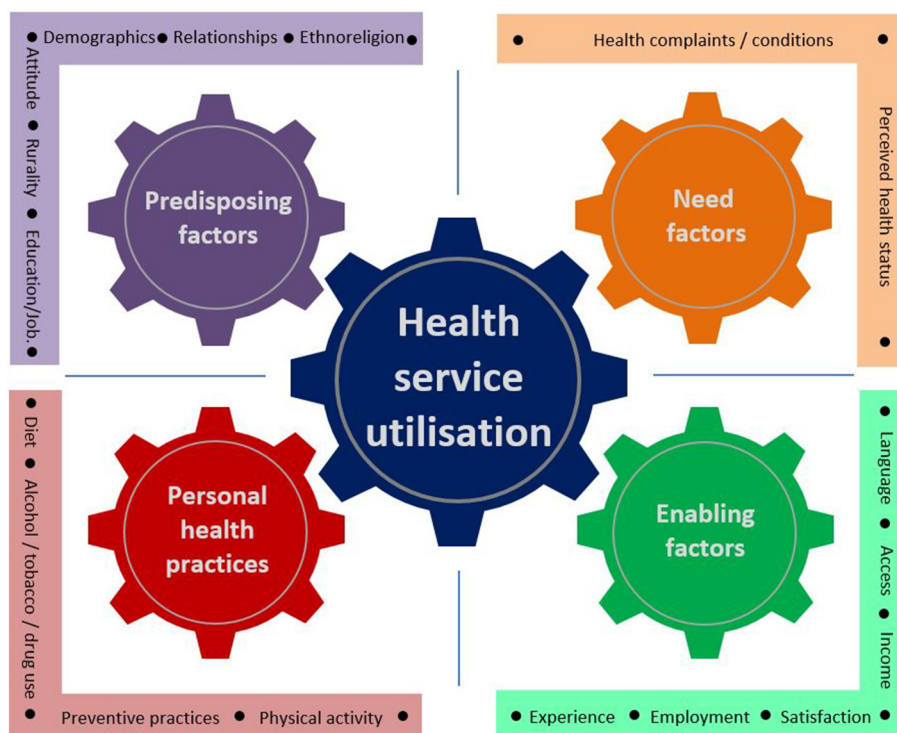 Demographics ● Relationships ● Ethnoreligion
Attitude ● Rurality ● Education/Job.
Predisposing
factors
Health complaints / conditions
Perceived health status
Need
factors
Health
service
utilisation
Personal
health
practices
Diet ● Alcohol / tobacco / drug use
Preventive practices ● Physical activity
Enabling
factors
Language ● Access ● Income
Experience ● Employment ● Satisfaction